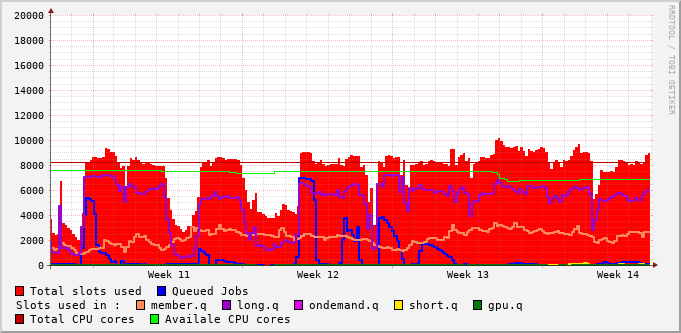 RRDTOOL / TOBI OETIKER
20000
18000
16000
14000
12000
10000
8000
6000
4000
2000
0
Week 11 Week 12 Week 13 Week 14
Total slots used Queued Jobs
Slots used in : member.q long.q ondemand.q short.q gpu.q
Total CPU cores Availale CPU cores